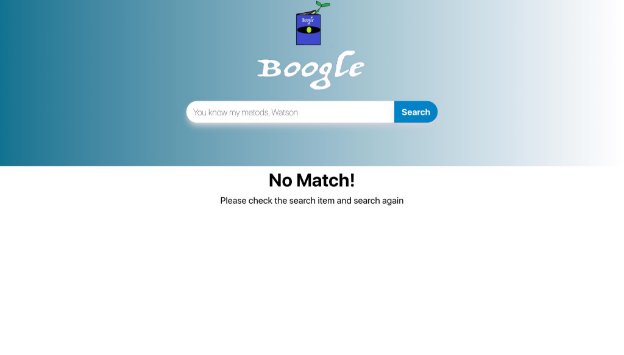 Boogle
Boogle
You know my metods, Watson
Search
No Match!
Please check the search item and search again